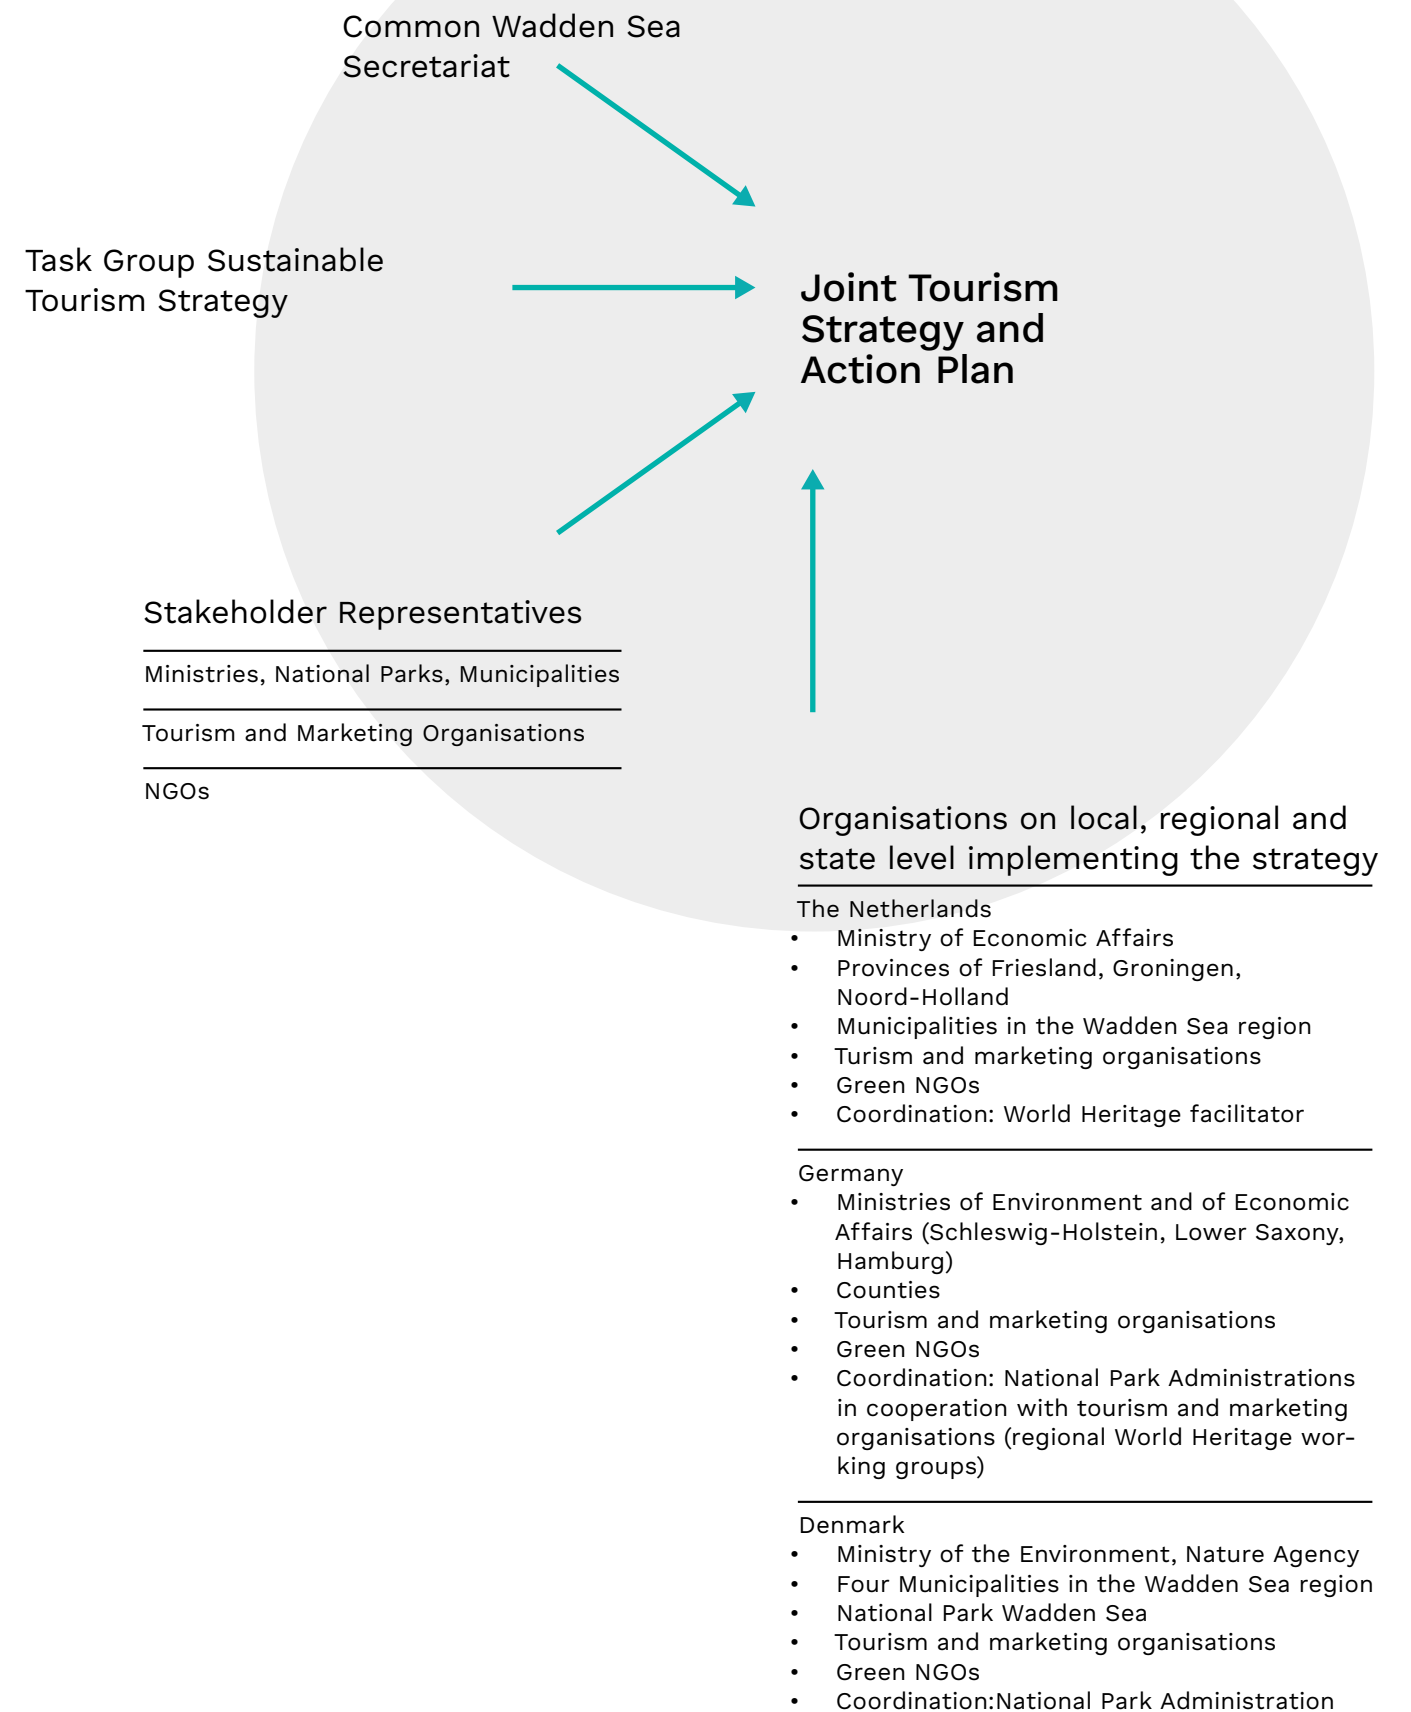 Common Wadden Sea
Secretariat
Task Group Sustainable
Tourism Strategy
Joint Tourism
Strategy and
Action Plan
Stakeholder Representatives
Ministries, National Parks, Municipalities
Tourism and Marketing Organisations
NGOs
Organisations on local, regional and
state level implementing the strategy
The Netherlands
• Ministry of Economic Affairs
• Provinces of Friesland, Groningen,
Noord-Holland
• Municipalities in the Wadden Sea region
• Turism and marketing organisations
• Green NGOs
• Coordination: World Heritage facilitator
Germany
• Ministries of Environment and of Economic
Affairs (Schleswig-Holstein, Lower Saxony,
Hamburg)
• Counties
• Tourism and marketing organisations
• Green NGOs
• Coordination: National Park Administrations
in cooperation with tourism and marketing
organisations (regional World Heritage wor-
king groups)
Denmark
• Ministry of the Environment, Nature Agency
• Four Municipalities in the Wadden Sea region
• National Park Wadden Sea
• Tourism and marketing organisations
• Green NGOs
• Coordination:National Park Administration